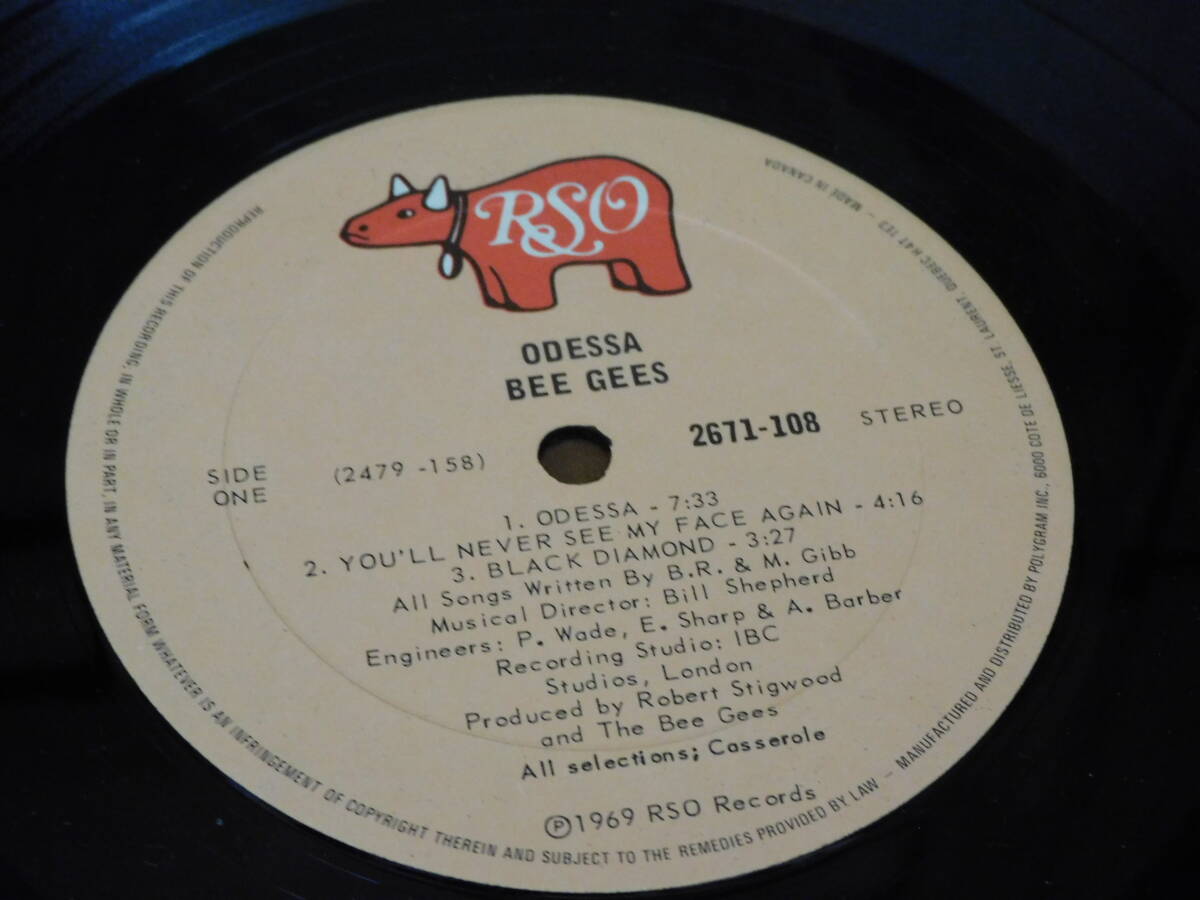 RSO
ODESSA
BEE GEES
2671-108 STEREO
SIDE
ONE
(2479 -158)
1. ODESSA - 7:33
2. YOU'LL NEVER SEE MY FACE AGAIN - 4:16
3. BLACK DIAMOND - 3:27
All Songs Written By B.R. & M. Gibb
Musical Director: Bill Shepherd
Engineers: P. Wade, E. Sharp & A. Barber
Recording Studio: IBC
Studios, London
Produced by Robert Stigwood
and The Bee Gees
All selections; Casserole
℗1969 RSO Records
REPRODUCTION OF THIS RECORDING, IN WHOLE OR IN PART, IN ANY MATERIAL FORM WHATEVER IS AN INFRINGEMENT OF COPYRIGHT THEREIN AND SUBJECT TO THE REMEDIES PROVIDED BY LAW – MANUFACTURED AND DISTRIBUTED BY POLYGRAM INC., 6000 COTE DE LIESSE, ST. LAURENT, QUEBEC H4T 1E3 – MADE IN CANADA